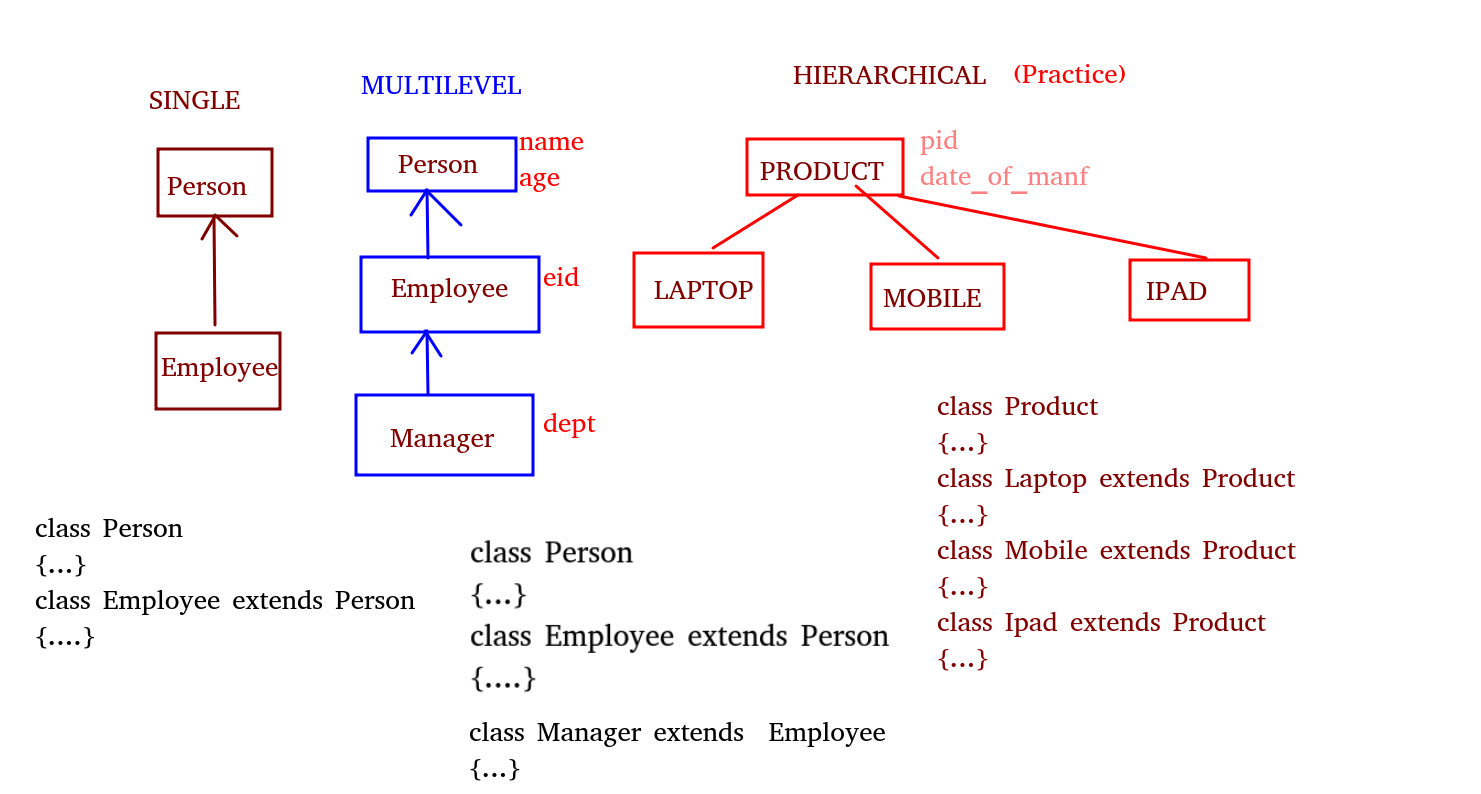 SINGLE
Person
Employee
class Person
{...}
class Employee extends Person
{....}
MULTILEVEL
Person
name
age
Employee
eid
Manager
dept
class Person
{...}
class Employee extends Person
{....}
class Manager extends Employee
{...}
HIERARCHICAL (Practice)
PRODUCT
pid
date_of_manf
LAPTOP
MOBILE
IPAD
class Product
{...}
class Laptop extends Product
{...}
class Mobile extends Product
{...}
class Ipad extends Product
{...}